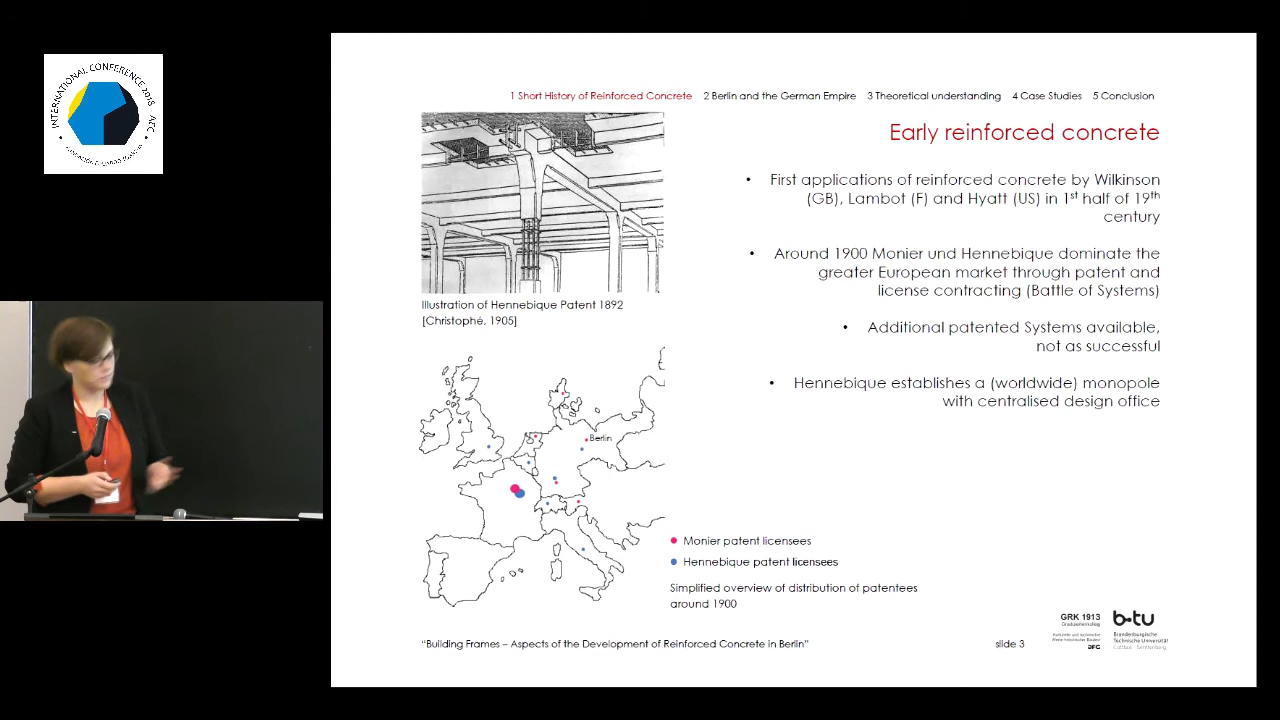 INTERNATIONAL CONFERENCE 2018
ACC
1 Short History of Reinforced Concrete 2 Berlin and the German Empire 3 Theoretical understanding 4 Case Studies 5 Conclusion
Early reinforced concrete
• First applications of reinforced concrete by Wilkinson
(GB), Lambot (F) and Hyatt (US) in 1st half of 19th
century
• Around 1900 Monier und Hennebique dominate the
greater European market through patent and
license contracting (Battle of Systems)
• Additional patented Systems available,
not as successful
• Hennebique establishes a (worldwide) monopole
with centralised design office
Illustration of Hennebique Patent 1892
[Christophé, 1905]
Berlin
Monier patent licensees
Hennebique patent licensees
Simplified overview of distribution of patentees
around 1900
GRK 1913
DFG
b-tu
Brandenburgische
Technische Universität
Cottbus - Senftenberg
"Building Frames – Aspects of the Development of Reinforced Concrete in Berlin"
slide 3